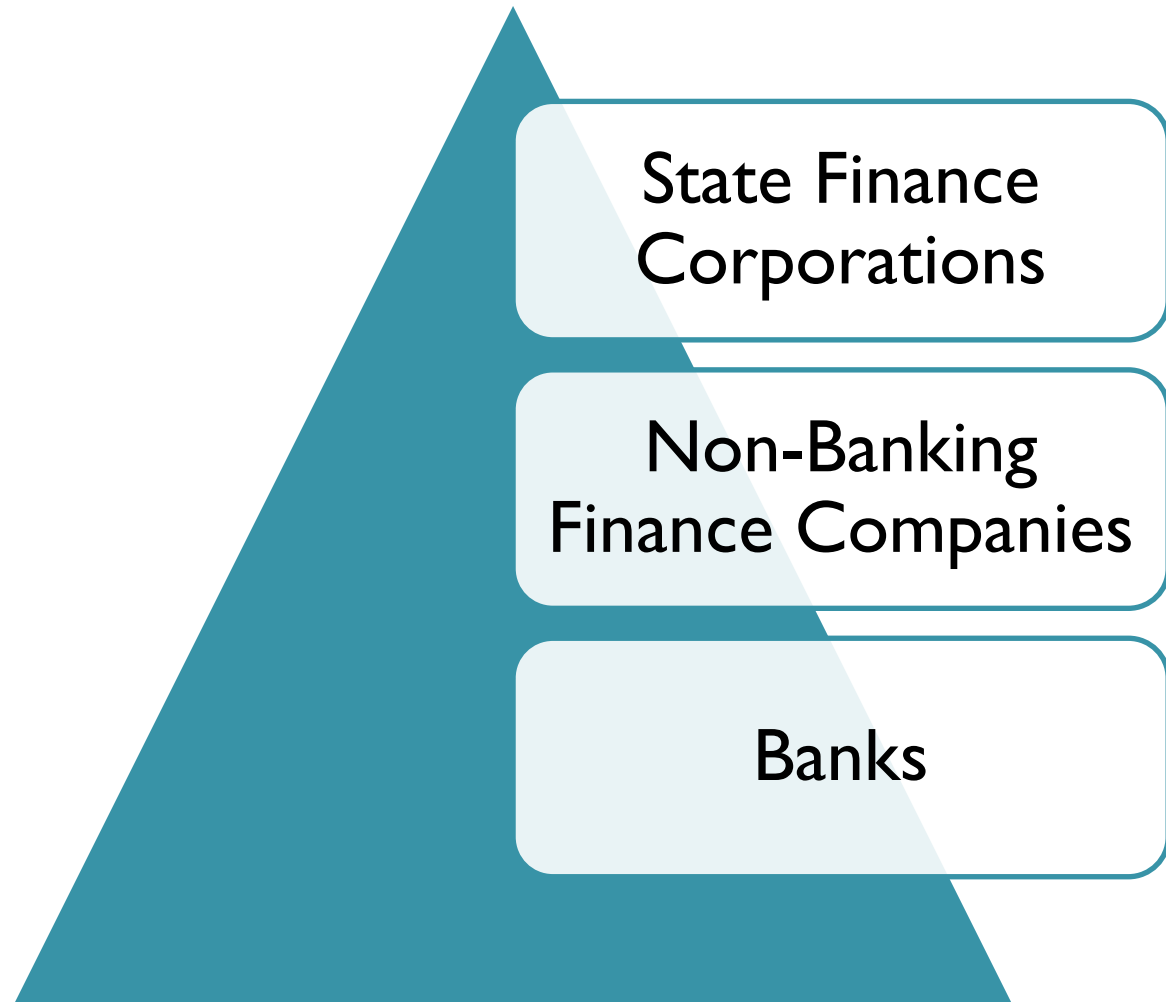 State Finance
Corporations
Non-Banking
Finance Companies
Banks